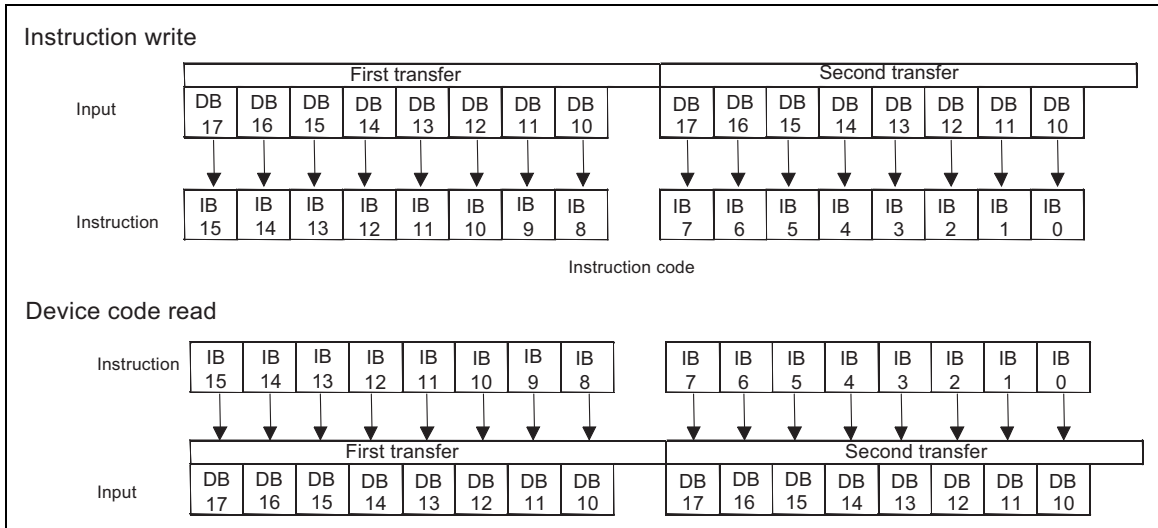 Instruction write
First transfer Second transfer
Input DB DB DB DB DB DB DB DB DB DB DB DB DB DB DB DB
17 16 15 14 13 12 11 10 17 16 15 14 13 12 11 10
Instruction IB IB IB IB IB IB IB IB IB IB IB IB IB IB IB IB
15 14 13 12 11 10 9 8 7 6 5 4 3 2 1 0
Instruction code
Device code read
Instruction IB IB IB IB IB IB IB IB IB IB IB IB IB IB IB IB
15 14 13 12 11 10 9 8 7 6 5 4 3 2 1 0
First transfer Second transfer
Input DB DB DB DB DB DB DB DB DB DB DB DB DB DB DB DB
17 16 15 14 13 12 11 10 17 16 15 14 13 12 11 10